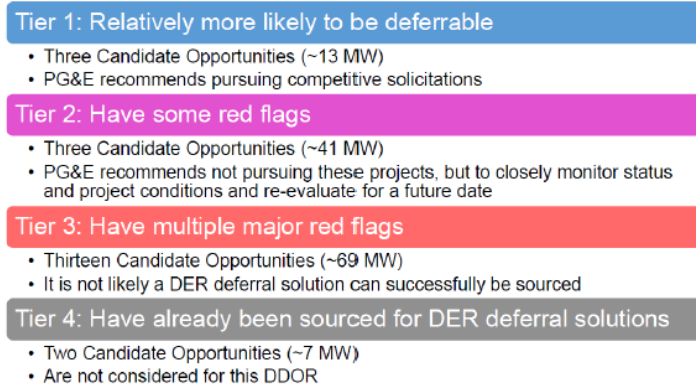 Tier 1: Relatively more likely to be deferrable
• Three Candidate Opportunities (~13 MW)
• PG&E recommends pursuing competitive solicitations
Tier 2: Have some red flags
• Three Candidate Opportunities (~41 MW)
• PG&E recommends not pursuing these projects, but to closely monitor status
and project conditions and re-evaluate for a future date
Tier 3: Have multiple major red flags
• Thirteen Candidate Opportunities (~69 MW)
• It is not likely a DER deferral solution can successfully be sourced
Tier 4: Have already been sourced for DER deferral solutions
• Two Candidate Opportunities (~7 MW)
• Are not considered for this DDOR